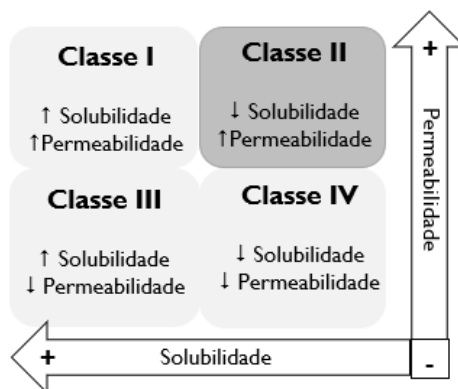 Classe I
↑ Solubilidade
↑Permeabilidade
Classe II
↓ Solubilidade
↑Permeabilidade
Classe III
↑ Solubilidade
↓ Permeabilidade
Classe IV
↓ Solubilidade
↓ Permeabilidade
+
Permeabilidade
+
Solubilidade
-